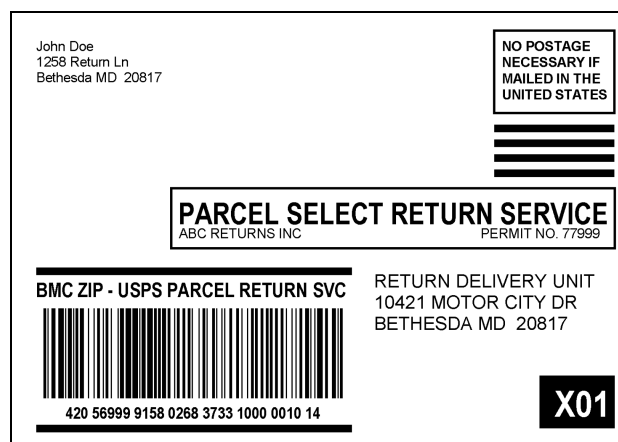 John Doe
1258 Return Ln
Bethesda MD  20817
NO POSTAGE
NECESSARY IF
MAILED IN THE
UNITED STATES
PARCEL SELECT RETURN SERVICE
ABC RETURNS INC
PERMIT NO. 77999
BMC ZIP - USPS PARCEL RETURN SVC
420 56999 9158 0268 3733 1000 0010 14
RETURN DELIVERY UNIT
10421 MOTOR CITY DR
BETHESDA MD  20817
X01